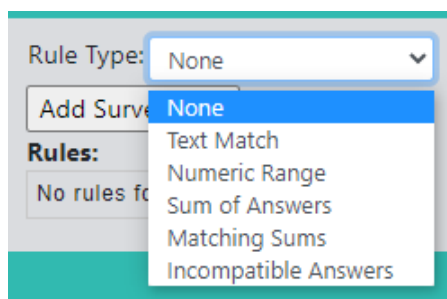 Rule Type: None
Add Surve
None
Text Match
Rules:
Numeric Range
No rules fo
Sum of Answers
Matching Sums
Incompatible Answers